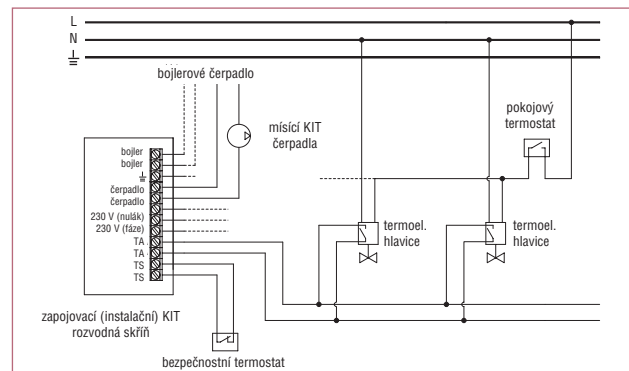 L
N
bojlerové čerpadlo
mísící KIT
čerpadla
pokojový
termostat
bojler
bojler
čerpadlo
čerpadlo
230 V (nulák)
230 V (fáze)
TA
TA
TS
TS
termoel.
hlavice
termoel.
hlavice
zapojovací (instalační) KIT
rozvodná skříň
bezpečnostní termostat